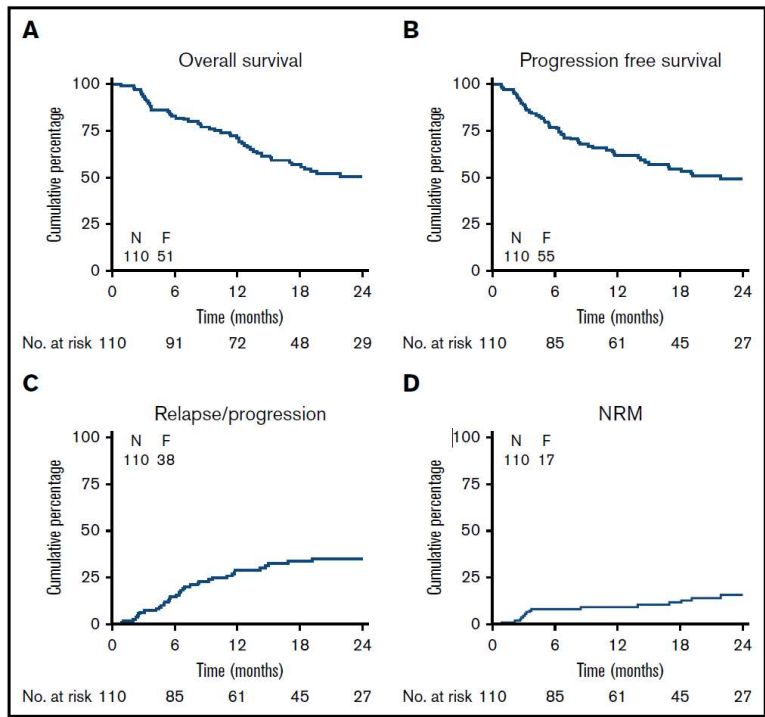 A
Overall survival
Cumulative percentage
100
75
50
25
0
N F
110 51
0 6 12 18 24
Time (months)
No. at risk 110 91 72 48 29
B
Progression free survival
Cumulative percentage
100
75
50
25
0
N F
110 55
0 6 12 18 24
Time (months)
No. at risk 110 85 61 45 27
C
Relapse/progression
Cumulative percentage
100
75
50
25
0
N F
110 38
0 6 12 18 24
Time (months)
No. at risk 110 85 61 45 27
D
NRM
Cumulative percentage
100
75
50
25
0
N F
110 17
0 6 12 18 24
Time (months)
No. at risk 110 85 61 45 27